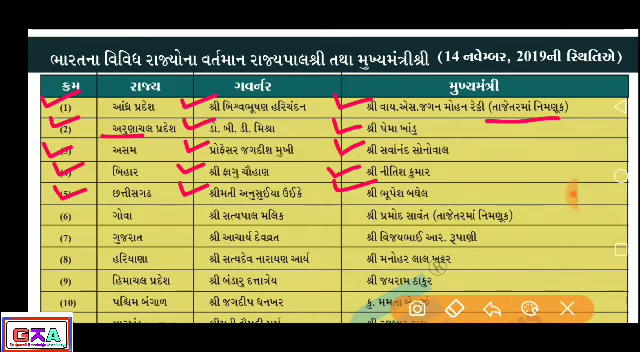 ભારતના વિવિધ રાજ્યોના વર્તમાન રાજ્યપાલશ્રી તથા મુખ્યમંત્રીશ્રી (14 નવેમ્બર, 2019ની સ્થિતિએ)
ક્રમ રાજ્ય ગવર્નર મુખ્યમંત્રી
(1) આંધ્ર પ્રદેશ શ્રી બિશ્વભૂષણ હરિચંદન શ્રી વાય.એસ.જગન મોહન રેડી (તાજેતરમાં નિમણૂક)
(2) અરૂણાચલ પ્રદેશ ડૉ. બી. ડી. મિશ્રા શ્રી પેમા ખાંડુ
(3) અસમ પ્રોફેસર જગદીશ મુખી શ્રી સર્વાનંદ સોનોવાલ
(4) બિહાર શ્રી ફાગુ ચૌહાણ શ્રી નીતિશ કુમાર
(5) છત્તીસગઢ શ્રીમતી અનુસુઈયા ઉઈકે શ્રી ભૂપેશ બઘેલ
(6) ગોવા શ્રી સત્યપાલ મલિક શ્રી પ્રમોદ સાવંત (તાજેતરમાં નિમણૂક)
(7) ગુજરાત શ્રી આચાર્ય દેવવ્રત શ્રી વિજયભાઈ આર. રૂપાણી
(8) હરિયાણા શ્રી સત્યદેવ નારાયણ આર્ય શ્રી મનોહર લાલ ખટ્ટર
(9) હિમાચલ પ્રદેશ શ્રી બંડારુ દત્તાત્રેય શ્રી જયરામ ઠાકુર
(10) પશ્ચિમ બંગાળ શ્રી જગદીપ ધનખર કુ. મમતા
GKA